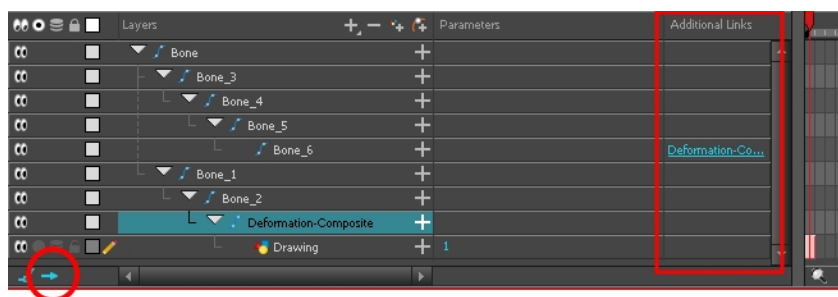 Layers Parameters Additional Links
Bone
Bone_3
Bone_4
Bone_5
Bone_6 Deformation-Co...
Bone_1
Bone_2
Deformation-Composite
Drawing 1